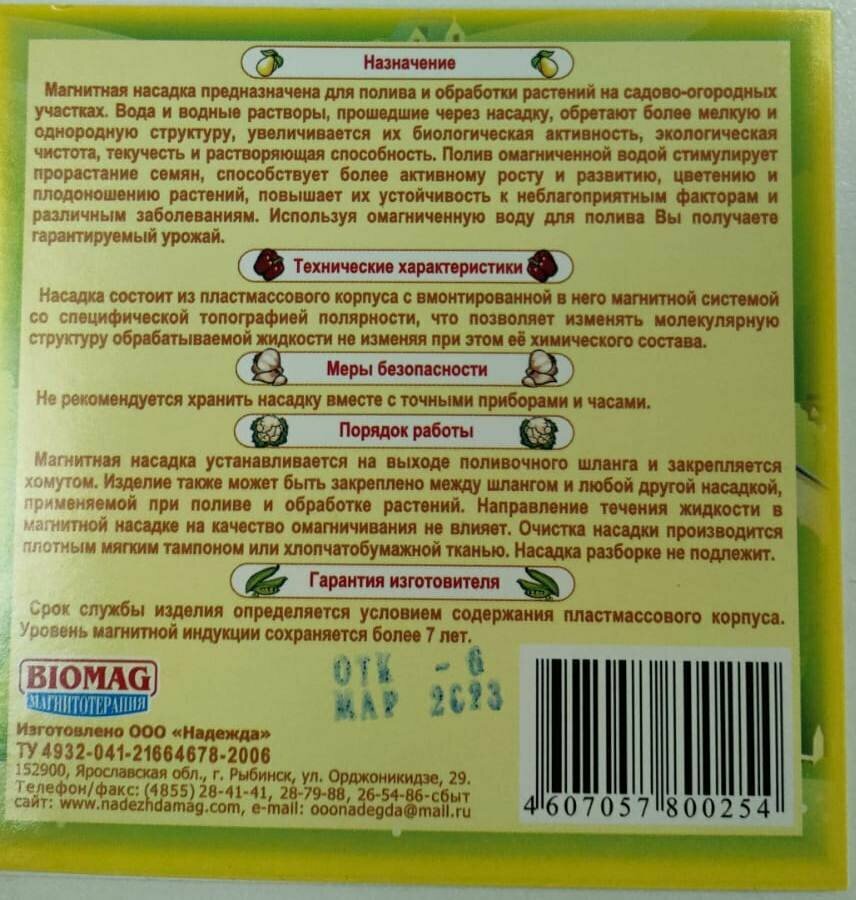 Назначение
Магнитная насадка предназначена для полива и обработки растений на садово-огородных
участках. Вода и водные растворы, прошедшие через насадку, обретают более мелкую и
однородную структуру, увеличивается их биологическая активность, экологическая
чистота, текучесть и растворяющая способность. Полив омагниченной водой стимулирует
прорастание семян, способствует более активному росту и развитию, цветению и
плодоношению растений, повышает их устойчивость к неблагоприятным факторам и
различным заболеваниям. Используя омагниченную воду для полива Вы получаете
гарантируемый урожай.
Технические характеристики
Насадка состоит из пластмассового корпуса с вмонтированной в него магнитной системой
со специфической топографией полярности, что позволяет изменять молекулярную
структуру обрабатываемой жидкости не изменяя при этом её химического состава.
Меры безопасности
Не рекомендуется хранить насадку вместе с точными приборами и часами.
Порядок работы
Магнитная насадка устанавливается на выходе поливочного шланга и закрепляется
хомутом. Изделие также может быть закреплено между шлангом и любой другой насадкой,
применяемой при поливе и обработке растений. Направление течения жидкости в
магнитной насадке на качество омагничивания не влияет. Очистка насадки производится
плотным мягким тампоном или хлопчатобумажной тканью. Насадка разборке не подлежит.
Гарантия изготовителя
Срок службы изделия определяется условием содержания пластмассового корпуса.
Уровень магнитной индукции сохраняется более 7 лет.
BIOMAG
МАГНИТОТЕРАПИЯ
ОТК - 6
МАР 2023
Изготовлено ООО «Надежда»
ТУ 4932-041-21664678-2006
152900, Ярославская обл., г. Рыбинск, ул. Орджоникидзе, 29.
Телефон/факс: (4855) 28-41-41, 28-79-88, 26-54-86-сбыт
сайт: www.nadezhdamag.com, e-mail: ooonadegda@mail.ru
4 607057 800254